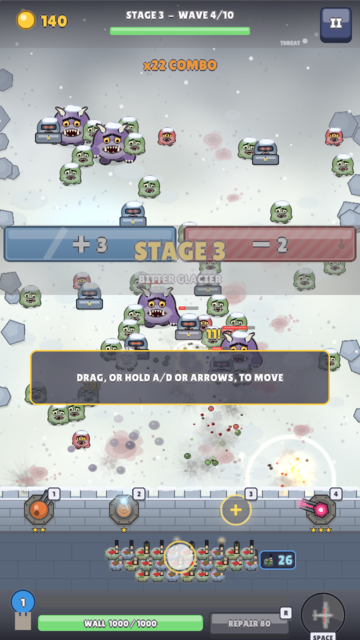 140
STAGE 3 – WAVE 4/10
II
THREAT
x22 COMBO
+ 3
− 2
STAGE 3
BITTER GLACIER
DRAG, OR HOLD A/D OR ARROWS, TO MOVE
1
2
3
4
+
26
1
WALL 1000/1000
REPAIR 80
R
SPACE